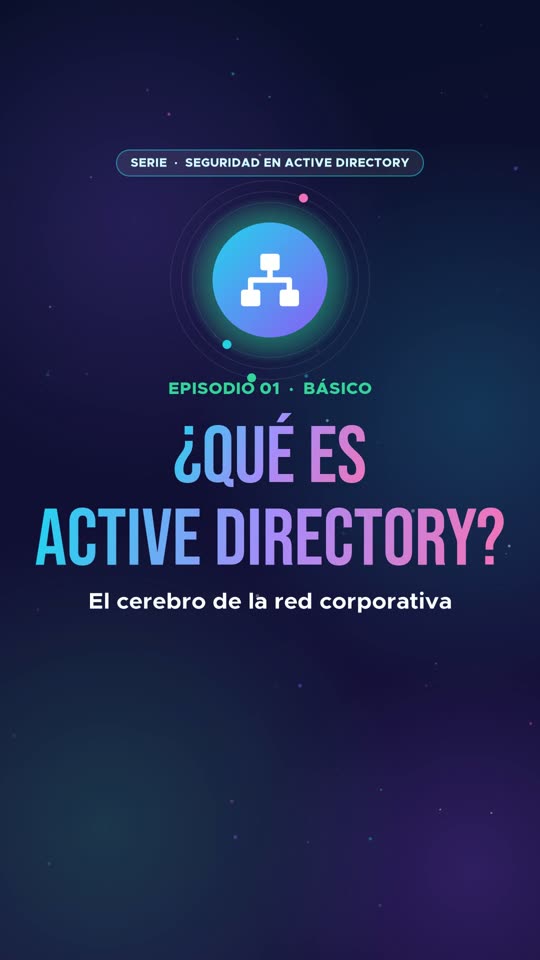 SERIE · SEGURIDAD EN ACTIVE DIRECTORY
EPISODIO 01 · BÁSICO
¿QUÉ ES
ACTIVE DIRECTORY?
El cerebro de la red corporativa